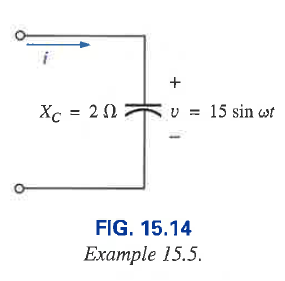 i
+
X_C = 2 Ω
v = 15 sin ωt
−
FIG. 15.14
Example 15.5.